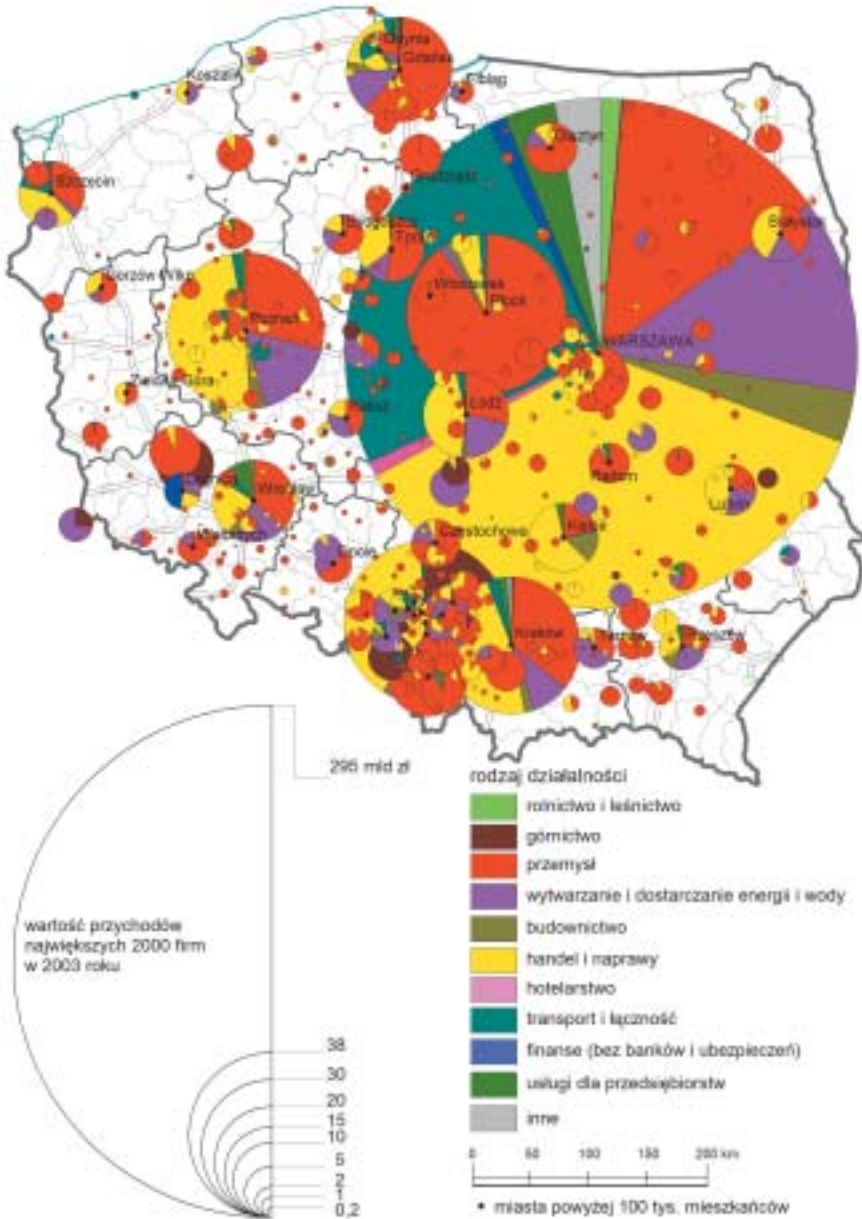 Gdynia
Gdańsk
Koszalin
Elbląg
Olsztyn
Szczecin
Grudziądz
Białystok
Bydgoszcz
Toruń
Gorzów Wlkp.
Włocławek
Płock
Poznań
WARSZAWA
Zielona Góra
Kalisz
Łódź
Radom
Legnica
Wrocław
Lublin
Wałbrzych
Częstochowa
Kielce
Opole
Kraków
Tarnów
Rzeszów
295 mld zł
wartość przychodów
największych 2000 firm
w 2003 roku
38
30
20
15
10
5
2
1
0,2
rodzaj działalności
rolnictwo i leśnictwo
górnictwo
przemysł
wytwarzanie i dostarczanie energii i wody
budownictwo
handel i naprawy
hotelarstwo
transport i łączność
finanse (bez banków i ubezpieczeń)
usługi dla przedsiębiorstw
inne
0 50 100 150 200 km
• miasta powyżej 100 tys. mieszkańców